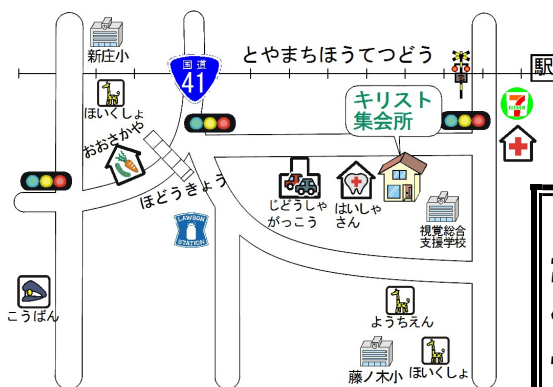 新庄小
国道
41
とやまちほうてつどう
駅
ほいくしょ
キリスト
集会所
7
ELEVEN
おおさかや
ほどうきょう
じどうしゃ
がっこう
はいしゃ
さん
視覚総合
支援学校
LAWSON
STATION
こうばん
ようちえん
藤ノ木小
ほいくしょ